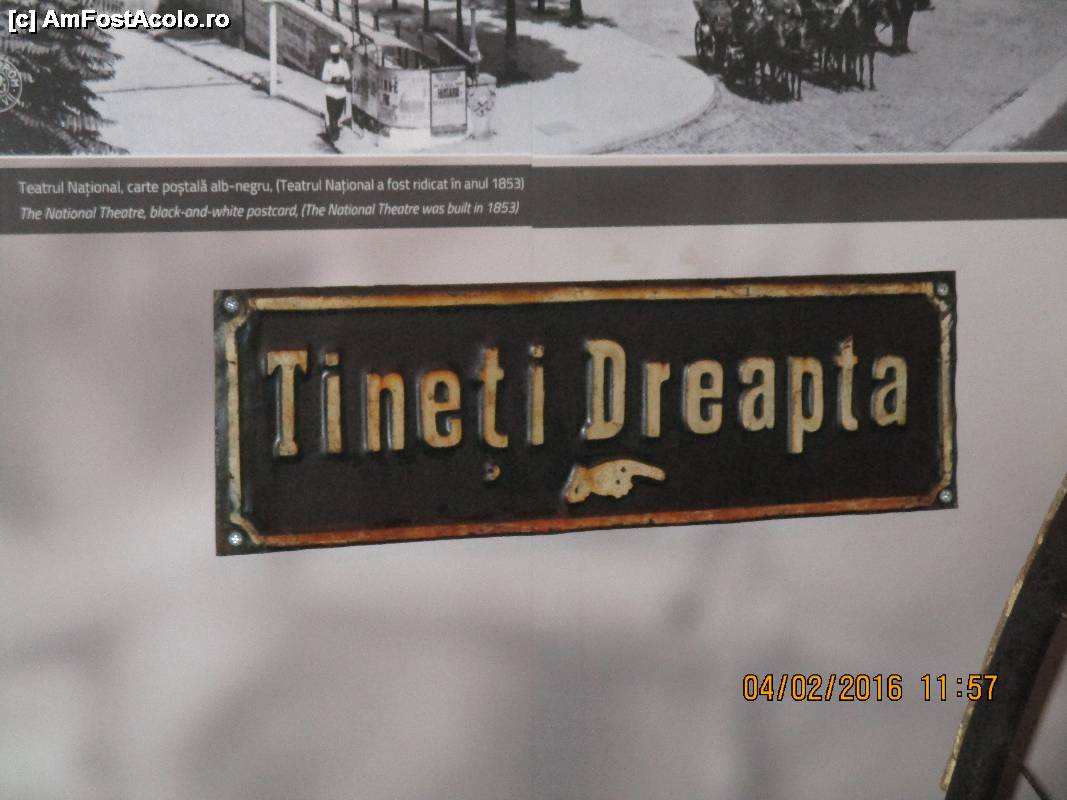 [c] AmFostAcolo.ro
Teatrul Național, carte poștală alb-negru, (Teatrul Național a fost ridicat în anul 1853)
The National Theatre, black-and-white postcard, (The National Theatre was built in 1853)
Tineți Dreapta
04/02/2016 11:57